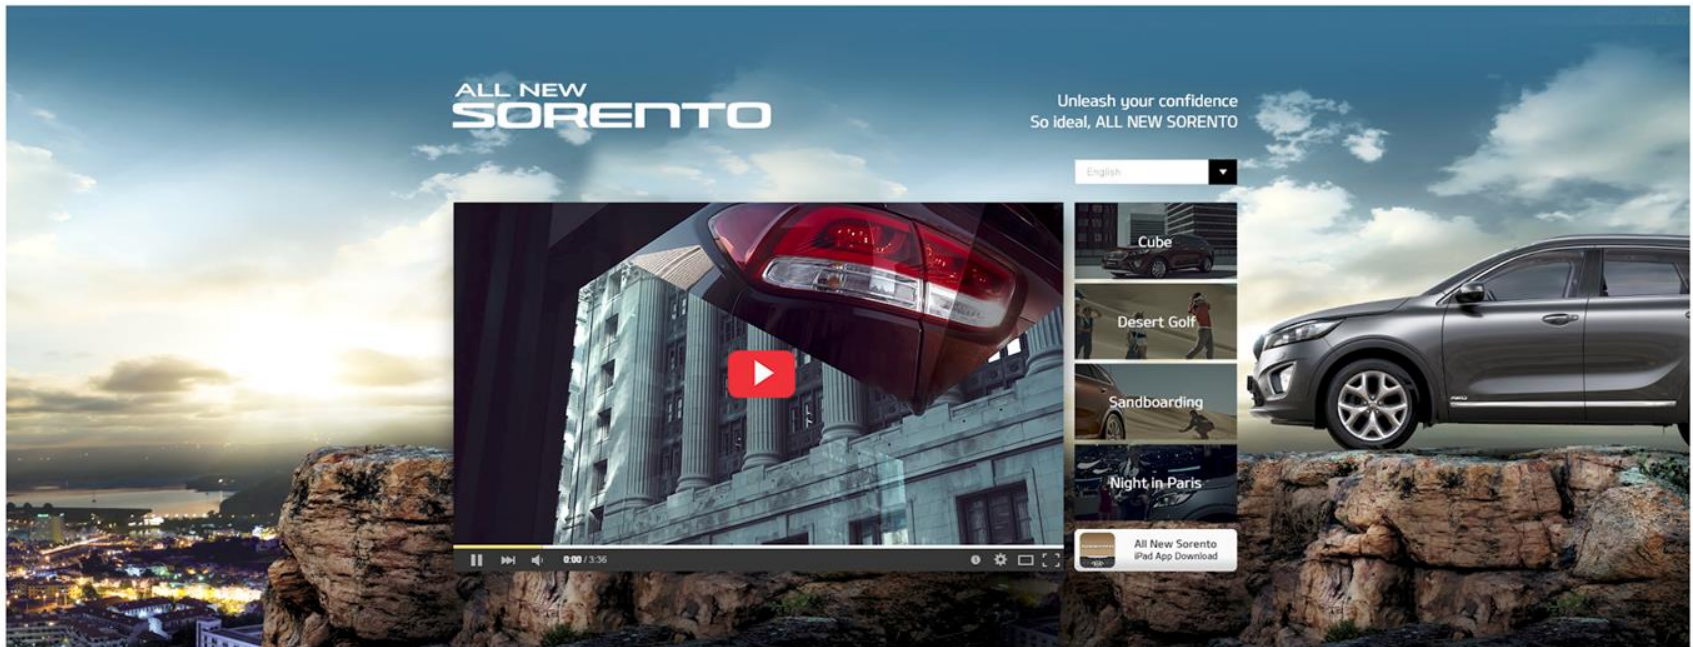 ALL NEW
SORENTO
Unleash your confidence
So ideal, ALL NEW SORENTO
English
Cube
Desert Golf
Sandboarding
Night in Paris
All New Sorento
iPad App Download
0:00 / 3:36